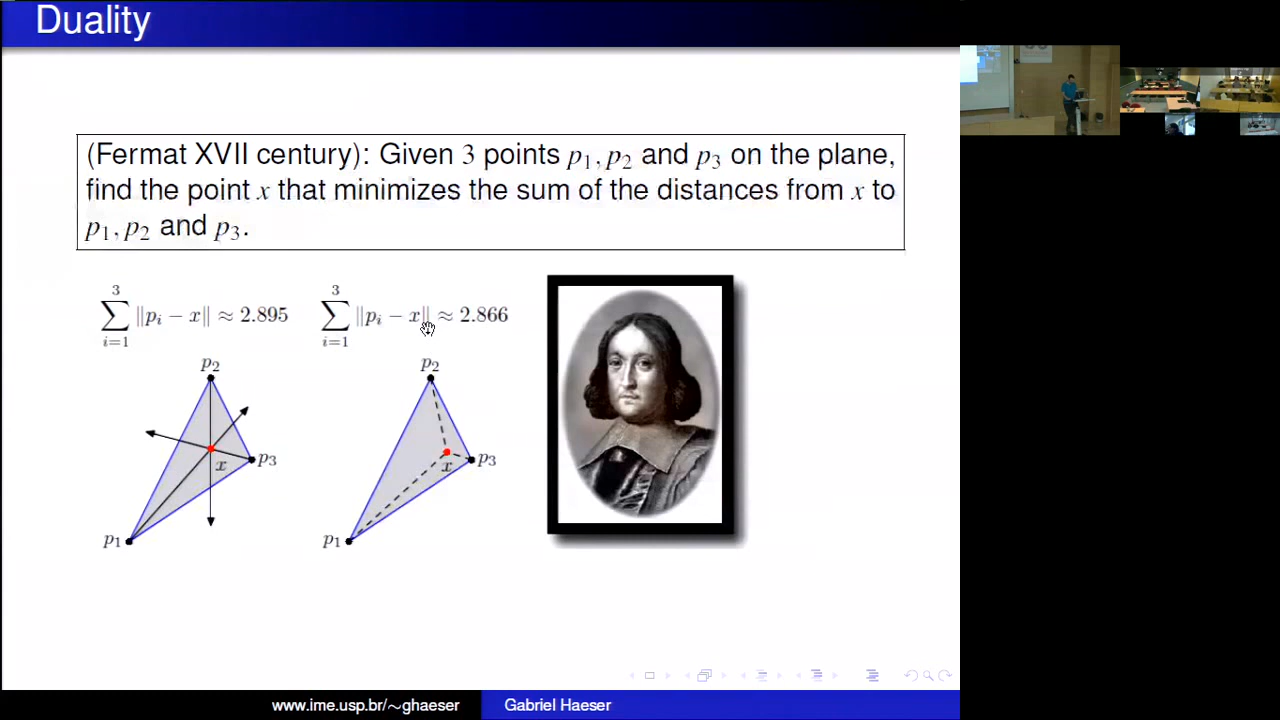 Duality
(Fermat XVII century): Given 3 points p₁, p₂ and p₃ on the plane,
find the point x that minimizes the sum of the distances from x to
p₁, p₂ and p₃.
∑³ᵢ₌₁ ‖pᵢ − x‖ ≈ 2.895
∑³ᵢ₌₁ ‖pᵢ − x‖ ≈ 2.866
p₂
x
p₃
p₁
p₂
x
p₃
p₁
www.ime.usp.br/~ghaeser
Gabriel Haeser